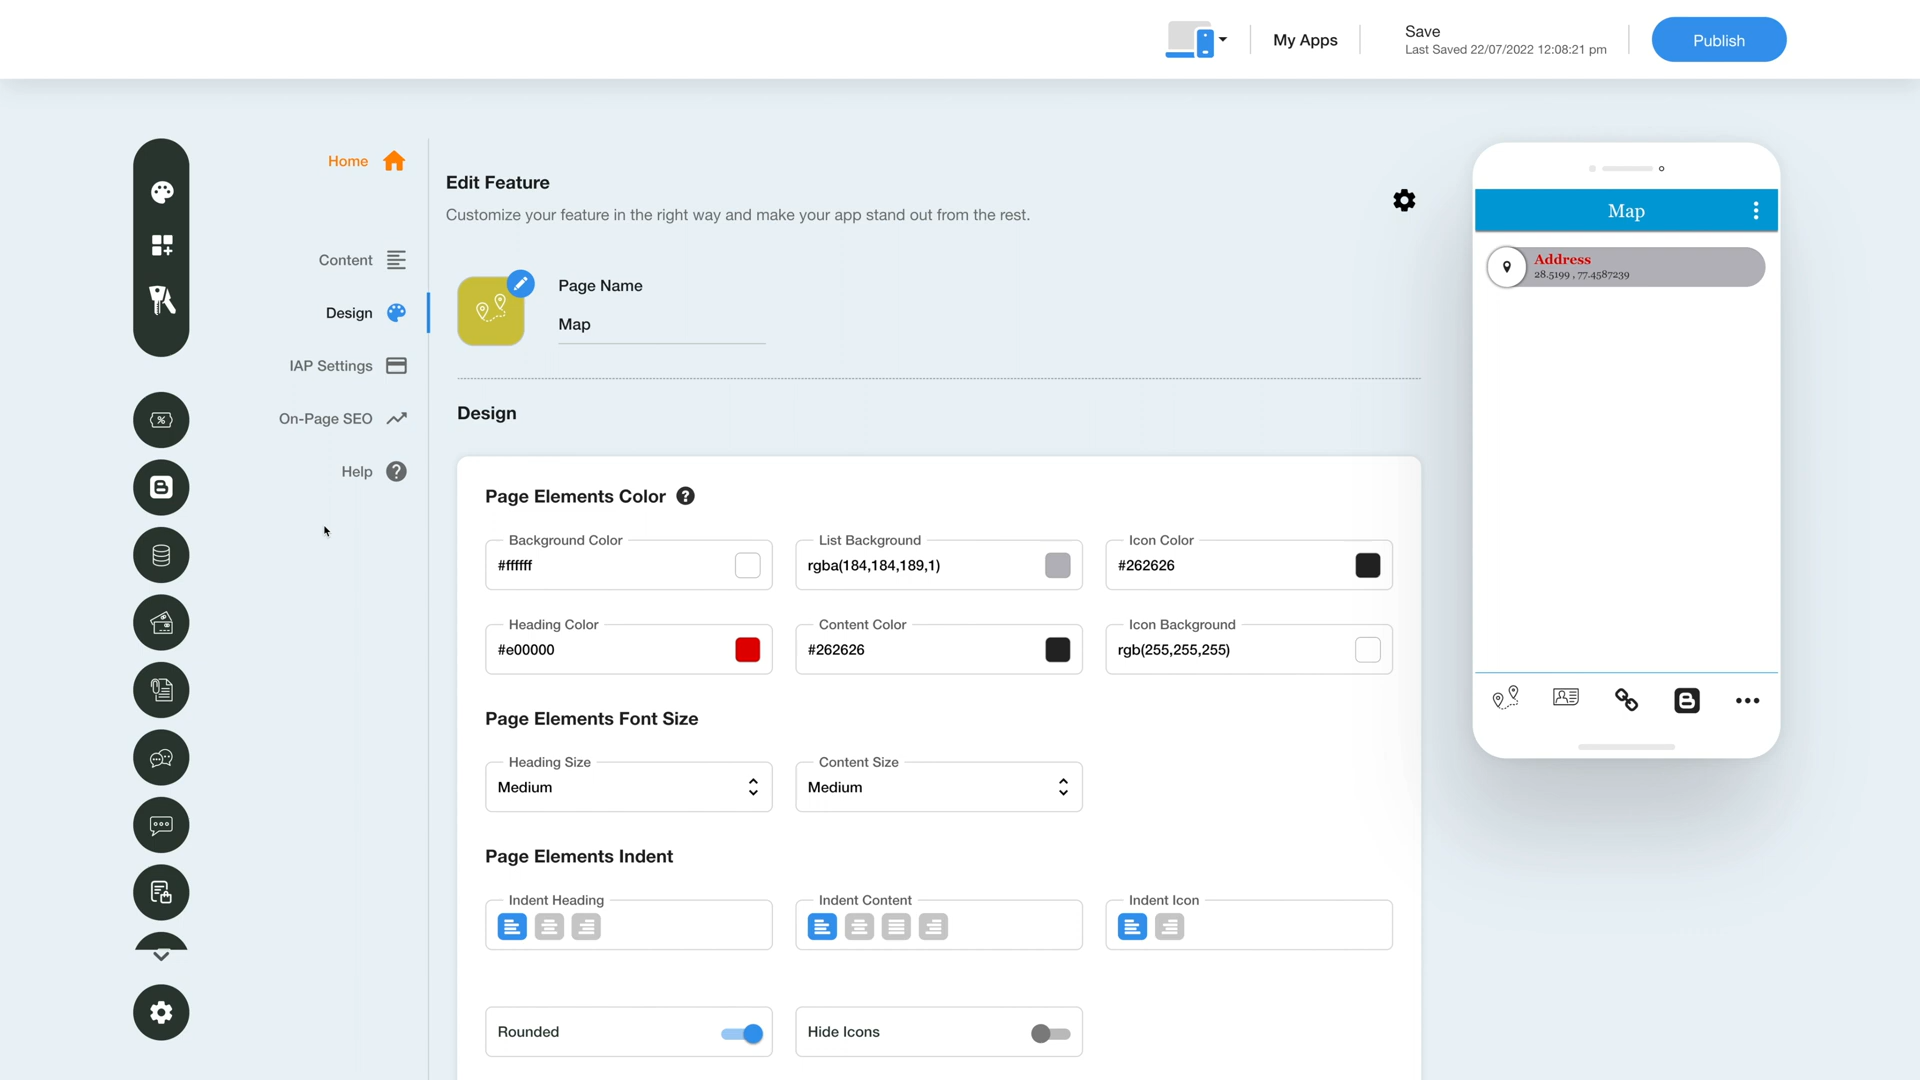 My Apps
Save
Last Saved 22/07/2022 12:08:21 pm
Publish
Home
Content
Design
IAP Settings
On-Page SEO
Help
Edit Feature
Customize your feature in the right way and make your app stand out from the rest.
Page Name
Map
Design
Page Elements Color
Background Color
#ffffff
List Background
rgba(184,184,189,1)
Icon Color
#262626
Heading Color
#e00000
Content Color
#262626
Icon Background
rgb(255,255,255)
Page Elements Font Size
Heading Size
Medium
Content Size
Medium
Page Elements Indent
Indent Heading
Indent Content
Indent Icon
Rounded
Hide Icons
Map
Address
28.5199 , 77.4587239